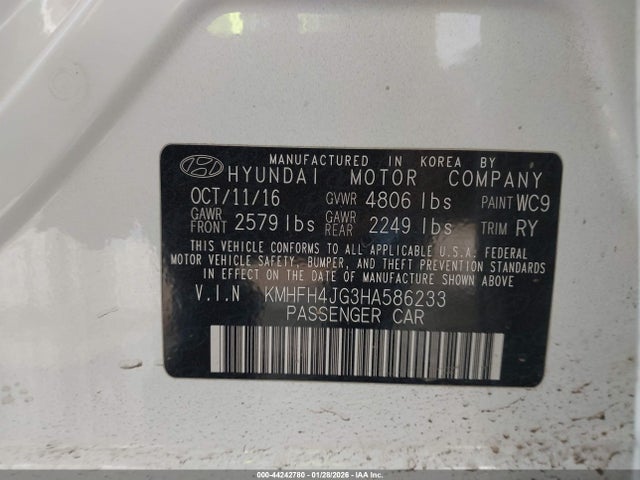 MANUFACTURED IN KOREA BY
HYUNDAI MOTOR COMPANY
OCT/11/16 GVWR 4806 lbs PAINT WC9
GAWR FRONT 2579 lbs GAWR REAR 2249 lbs TRIM RY
THIS VEHICLE CONFORMS TO ALL APPLICABLE U.S.A. FEDERAL
MOTOR VEHICLE SAFETY, BUMPER, AND THEFT PREVENTION STANDARDS
IN EFFECT ON THE DATE OF MANUFACTURE SHOWN ABOVE
V.I.N KMHFH4JG3HA586233
PASSENGER CAR
000-44242780 — 01/28/2026 — IAAI.COM